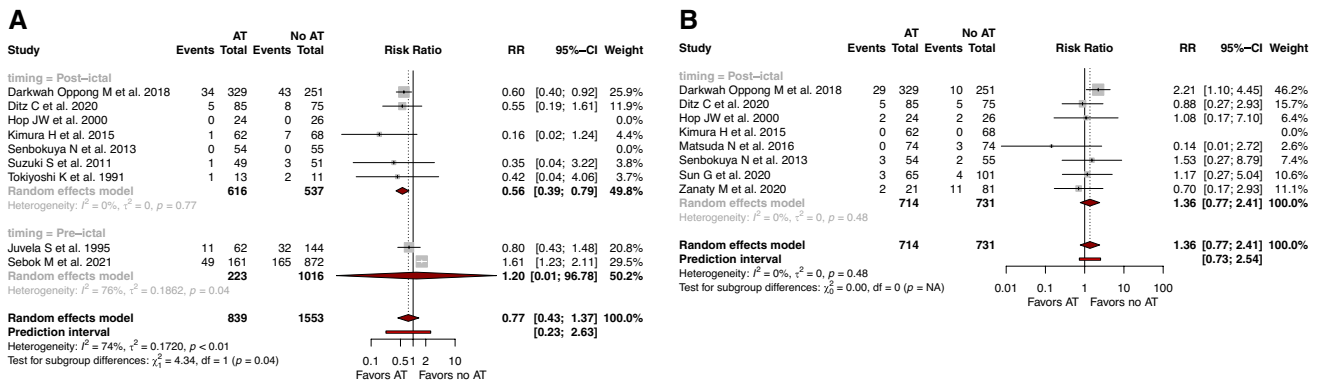 A
AT No AT
Study Events Total Events Total Risk Ratio RR 95%−CI Weight
timing = Post−ictal
Darkwah Oppong M et al. 2018 34 329 43 251 0.60 [0.40; 0.92] 25.9%
Ditz C et al. 2020 5 85 8 75 0.55 [0.19; 1.61] 11.9%
Hop JW et al. 2000 0 24 0 26 0.0%
Kimura H et al. 2015 1 62 7 68 0.16 [0.02; 1.24] 4.4%
Senbokuya N et al. 2013 0 54 0 55 0.0%
Suzuki S et al. 2011 1 49 3 51 0.35 [0.04; 3.22] 3.8%
Tokiyoshi K et al. 1991 1 13 2 11 0.42 [0.04; 4.06] 3.7%
Random effects model 616 537 0.56 [0.39; 0.79] 49.8%
Heterogeneity: I² = 0%, τ² = 0, p = 0.77
timing = Pre−ictal
Juvela S et al. 1995 11 62 32 144 0.80 [0.43; 1.48] 20.8%
Sebok M et al. 2021 49 161 165 872 1.61 [1.23; 2.11] 29.5%
Random effects model 223 1016 1.20 [0.01; 96.78] 50.2%
Heterogeneity: I² = 76%, τ² = 0.1862, p = 0.04
Random effects model 839 1553 0.77 [0.43; 1.37] 100.0%
Prediction interval [0.23; 2.63]
Heterogeneity: I² = 74%, τ² = 0.1720, p < 0.01
Test for subgroup differences: χ²₁ = 4.34, df = 1 (p = 0.04)
0.1 0.5 1 2 10
Favors AT Favors no AT
B
AT No AT
Study Events Total Events Total Risk Ratio RR 95%−CI Weight
timing = Post−ictal
Darkwah Oppong M et al. 2018 29 329 10 251 2.21 [1.10; 4.45] 46.2%
Ditz C et al. 2020 5 85 5 75 0.88 [0.27; 2.93] 15.7%
Hop JW et al. 2000 2 24 2 26 1.08 [0.17; 7.10] 6.4%
Kimura H et al. 2015 0 62 0 68 0.0%
Matsuda N et al. 2016 0 74 3 74 0.14 [0.01; 2.72] 2.6%
Senbokuya N et al. 2013 3 54 2 55 1.53 [0.27; 8.79] 7.4%
Sun G et al. 2020 3 65 4 101 1.17 [0.27; 5.04] 10.6%
Zanaty M et al. 2020 2 21 11 81 0.70 [0.17; 2.93] 11.1%
Random effects model 714 731 1.36 [0.77; 2.41] 100.0%
Heterogeneity: I² = 0%, τ² = 0, p = 0.48
Random effects model 714 731 1.36 [0.77; 2.41] 100.0%
Prediction interval [0.73; 2.54]
Heterogeneity: I² = 0%, τ² = 0, p = 0.48
Test for subgroup differences: χ²₀ = 0.00, df = 0 (p = NA)
0.01 0.1 1 10 100
Favors AT Favors no AT